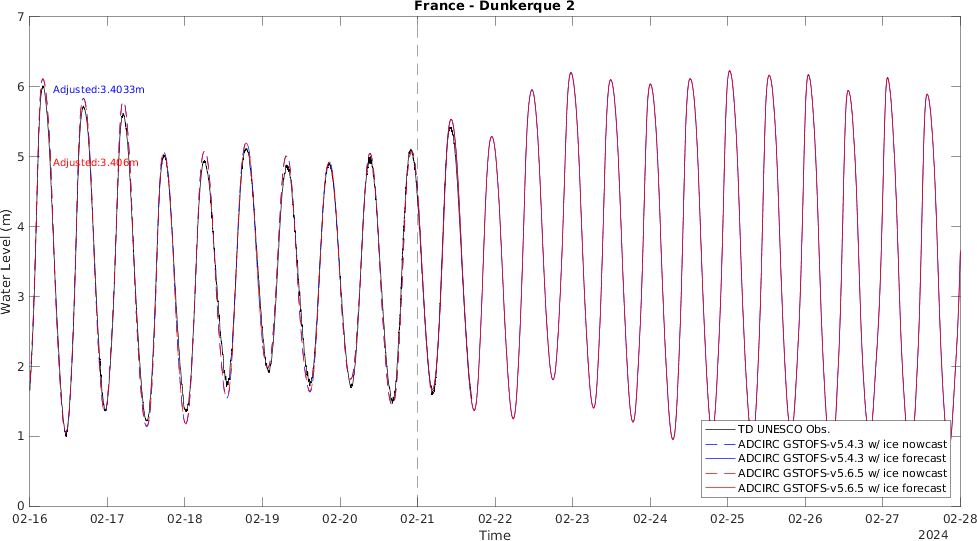 France - Dunkerque 2
7
6
5
4
3
2
1
0
Water Level (m)
Adjusted:3.4033m
Adjusted:3.406m
TD UNESCO Obs.
ADCIRC GSTOFS-v5.4.3 w/ ice nowcast
ADCIRC GSTOFS-v5.4.3 w/ ice forecast
ADCIRC GSTOFS-v5.6.5 w/ ice nowcast
ADCIRC GSTOFS-v5.6.5 w/ ice forecast
02-16 02-17 02-18 02-19 02-20 02-21 02-22 02-23 02-24 02-25 02-26 02-27 02-28
Time
2024